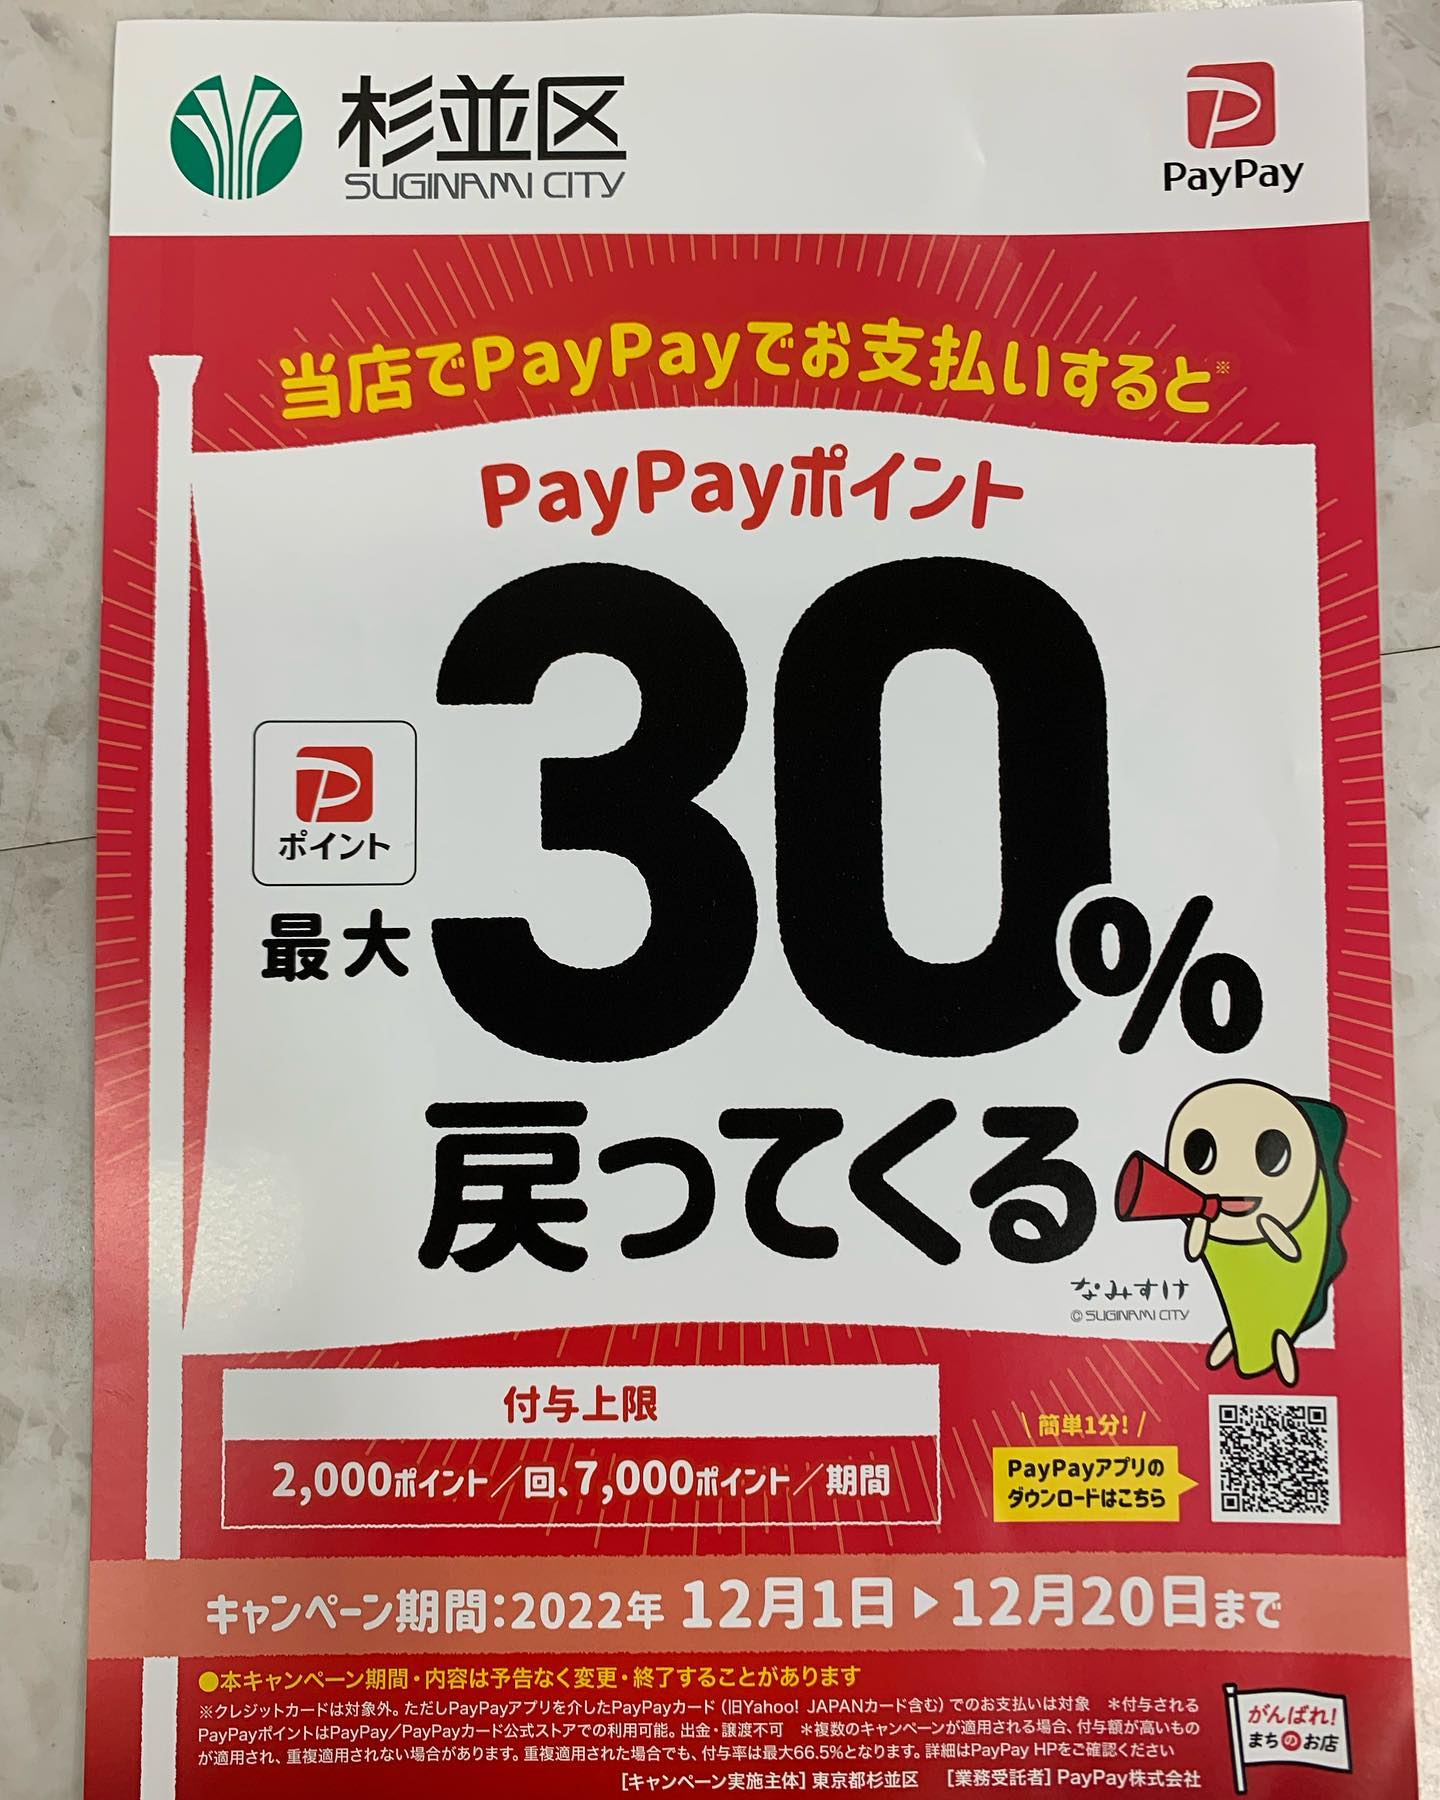 杉並区
SUGINAMI CITY
PayPay
当店でPayPayでお支払いすると※
PayPayポイント
ポイント
最大
30%
戻ってくる
なみすけ
© SUGINAMI CITY
付与上限
2,000ポイント／回、7,000ポイント／期間
簡単1分!
PayPayアプリの
ダウンロードはこちら
キャンペーン期間：2022年 12月1日▶12月20日まで
●本キャンペーン期間・内容は予告なく変更・終了することがあります
※クレジットカードは対象外。ただしPayPayアプリを介したPayPayカード（旧Yahoo! JAPANカード含む）でのお支払いは対象 ＊付与される
PayPayポイントはPayPay／PayPayカード公式ストアでの利用可能。出金・譲渡不可 ＊複数のキャンペーンが適用される場合、付与額が高いもの
が適用され、重複適用されない場合があります。重複適用された場合でも、付与率は最大66.5%となります。詳細はPayPay HPをご確認ください
［キャンペーン実施主体］東京都杉並区 ［業務受託者］PayPay株式会社
がんばれ!
まちのお店